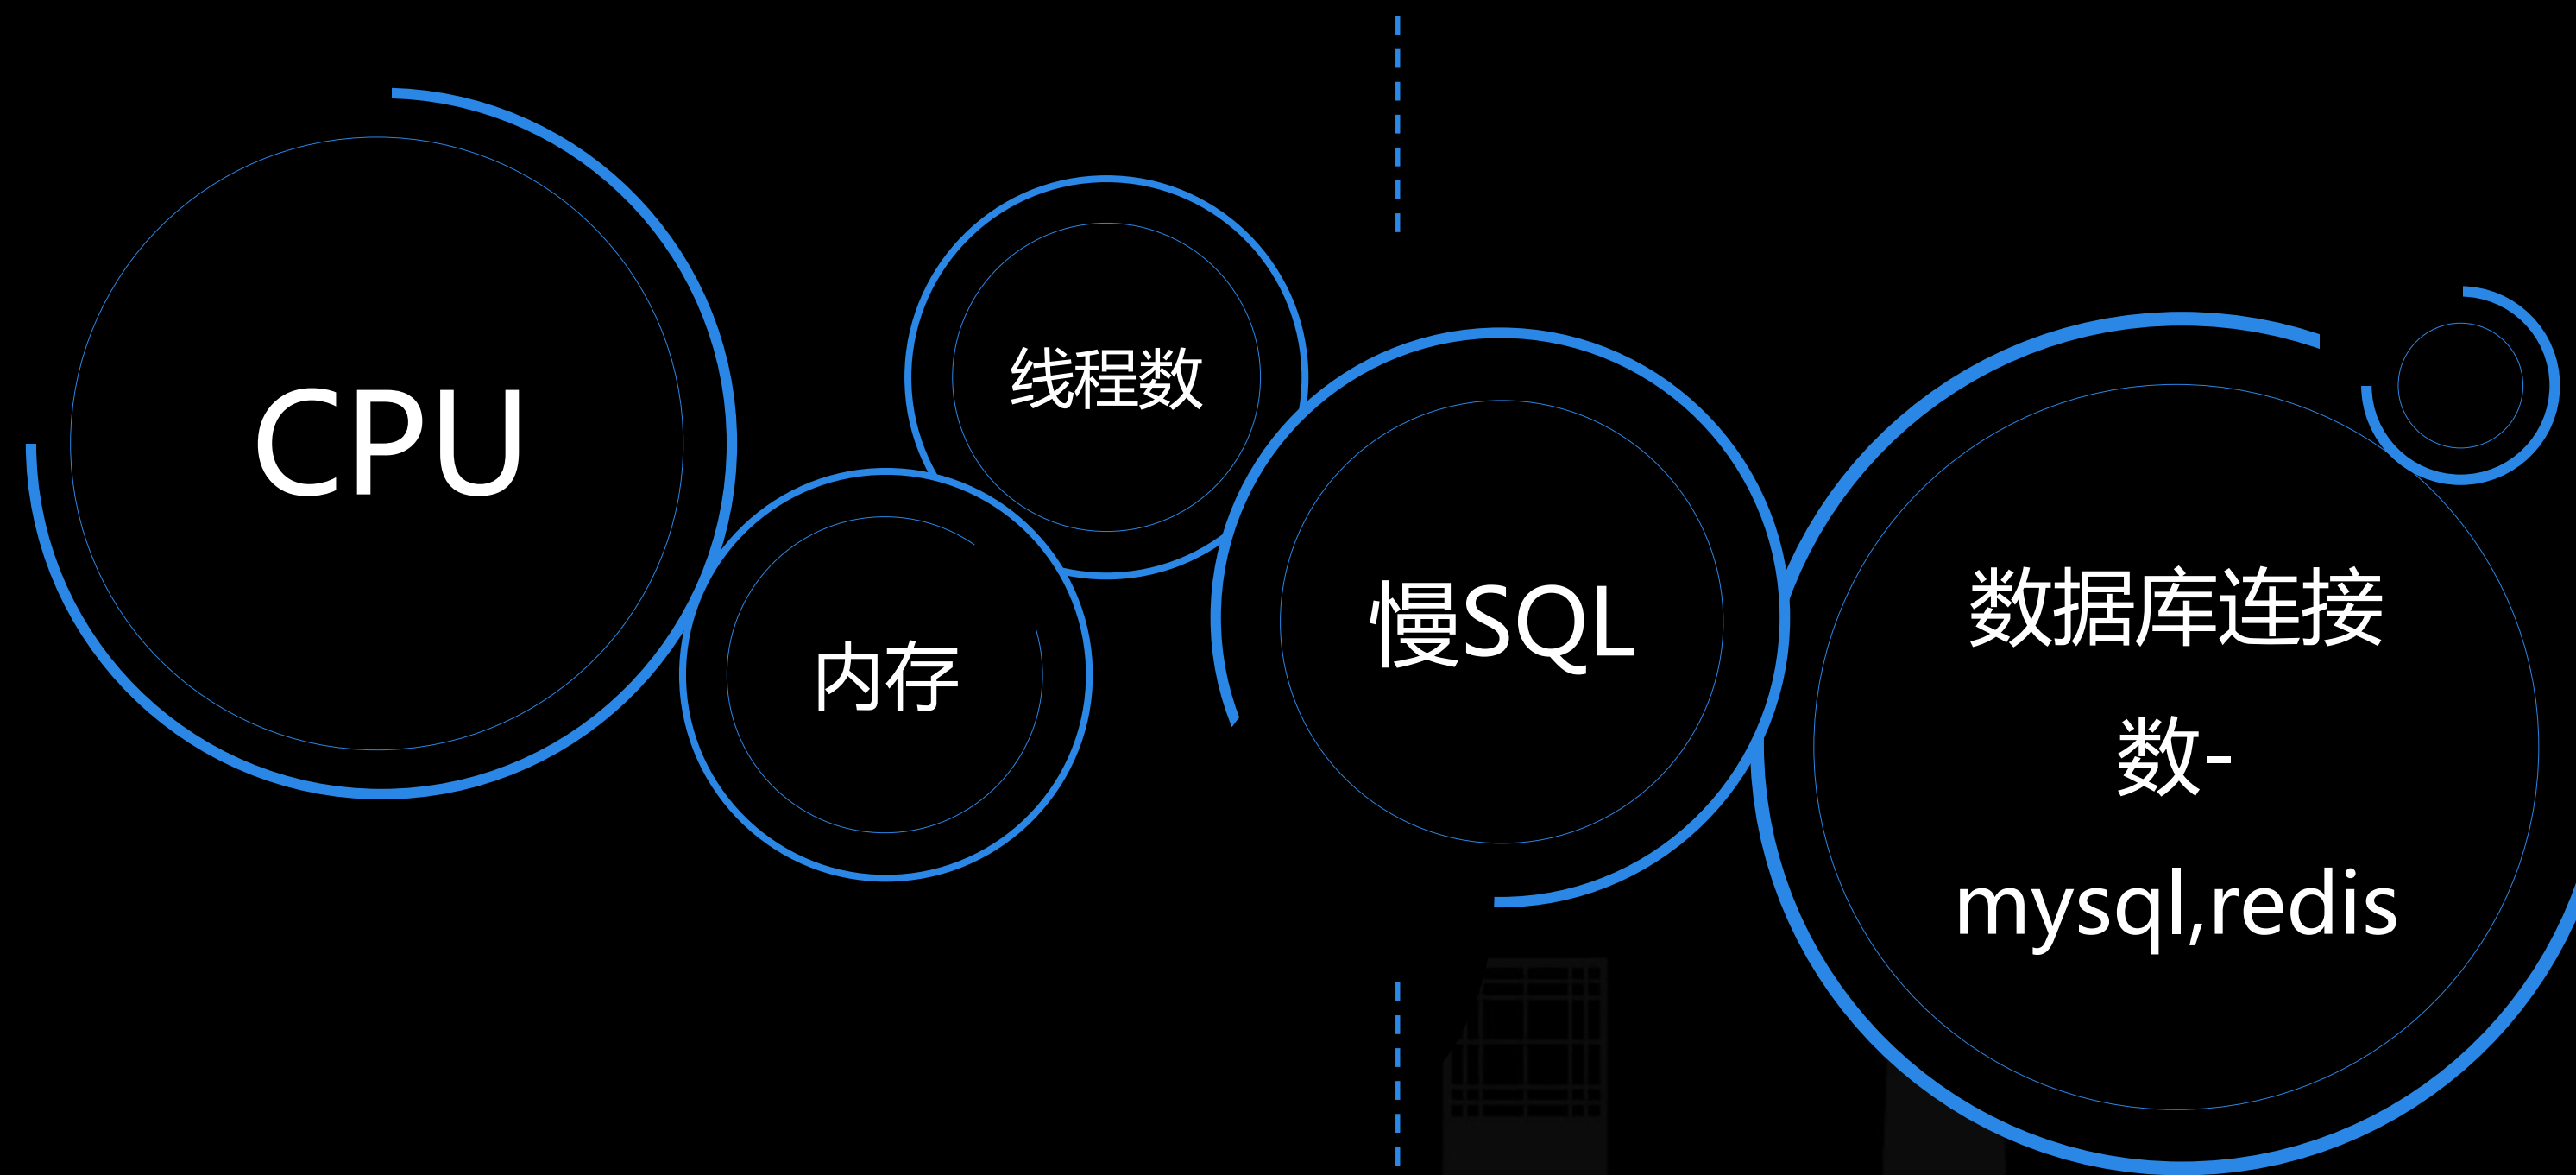 CPU
内存
线程数
慢SQL
数据库连接
数-
mysql,redis